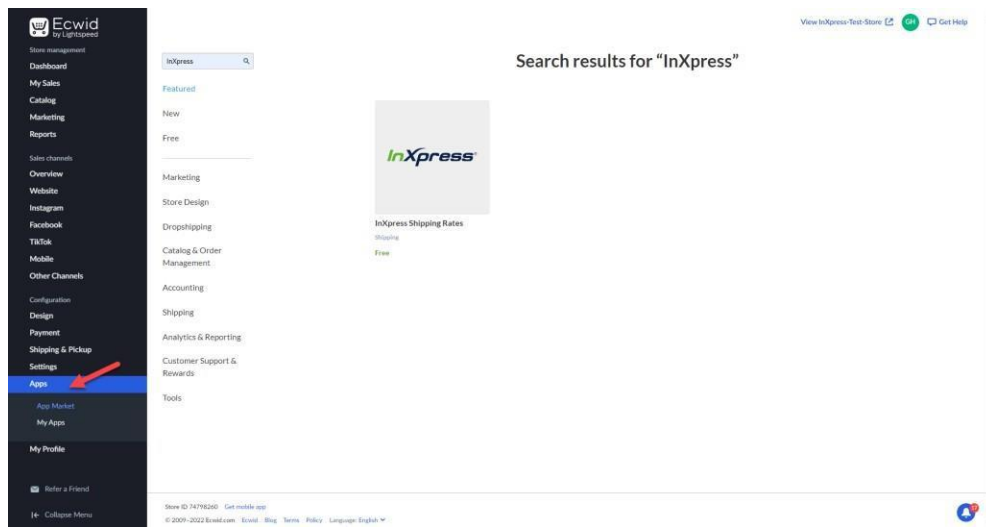 Ecwid
by Lightspeed
Store management
Dashboard
My Sales
Catalog
Marketing
Reports
Sales channels
Overview
Website
Instagram
Facebook
TikTok
Mobile
Other Channels
Configuration
Design
Payment
Shipping & Pickup
Settings
Apps
App Market
My Apps
My Profile
Refer a Friend
Collapse Menu
View InXpress-Test-Store
GH
Get Help
InXpress
Featured
New
Free
Marketing
Store Design
Dropshipping
Catalog & Order
Management
Accounting
Shipping
Analytics & Reporting
Customer Support &
Rewards
Tools
Search results for “InXpress”
InXpress
InXpress Shipping Rates
Shipping
Free
Store ID 74798260 Get mobile app
© 2009–2022 Ecwid.com Ecwid Blog Terms Policy Language: English